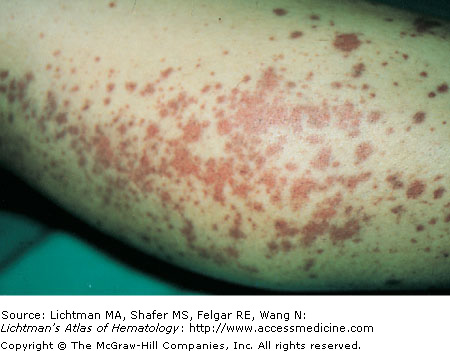 Source: Lichtman MA, Shafer MS, Felgar RE, Wang N:
Lichtman's Atlas of Hematology: http://www.accessmedicine.com
Copyright © The McGraw-Hill Companies, Inc. All rights reserved.